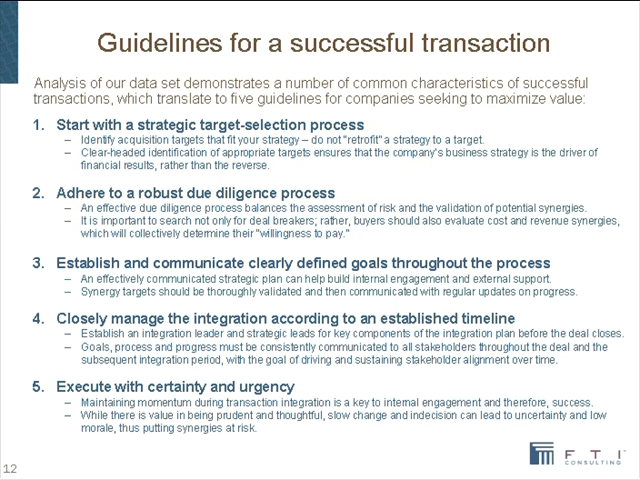 Guidelines for a successful transaction
Analysis of our data set demonstrates a number of common characteristics of successful
transactions, which translate to five guidelines for companies seeking to maximize value:
1. Start with a strategic target-selection process
– Identify acquisition targets that fit your strategy – do not "retrofit" a strategy to a target.
– Clear-headed identification of appropriate targets ensures that the company's business strategy is the driver of
financial results, rather than the reverse.
2. Adhere to a robust due diligence process
– An effective due diligence process balances the assessment of risk and the validation of potential synergies.
– It is important to search not only for deal breakers; rather, buyers should also evaluate cost and revenue synergies,
which will collectively determine their "willingness to pay."
3. Establish and communicate clearly defined goals throughout the process
– An effectively communicated strategic plan can help build internal engagement and external support.
– Synergy targets should be thoroughly validated and then communicated with regular updates on progress.
4. Closely manage the integration according to an established timeline
– Establish an integration leader and strategic leads for key components of the integration plan before the deal closes.
– Goals, process and progress must be consistently communicated to all stakeholders throughout the deal and the
subsequent integration period, with the goal of driving and sustaining stakeholder alignment over time.
5. Execute with certainty and urgency
– Maintaining momentum during transaction integration is a key to internal engagement and therefore, success.
– While there is value in being prudent and thoughtful, slow change and indecision can lead to uncertainty and low
morale, thus putting synergies at risk.
F T I
CONSULTING
12